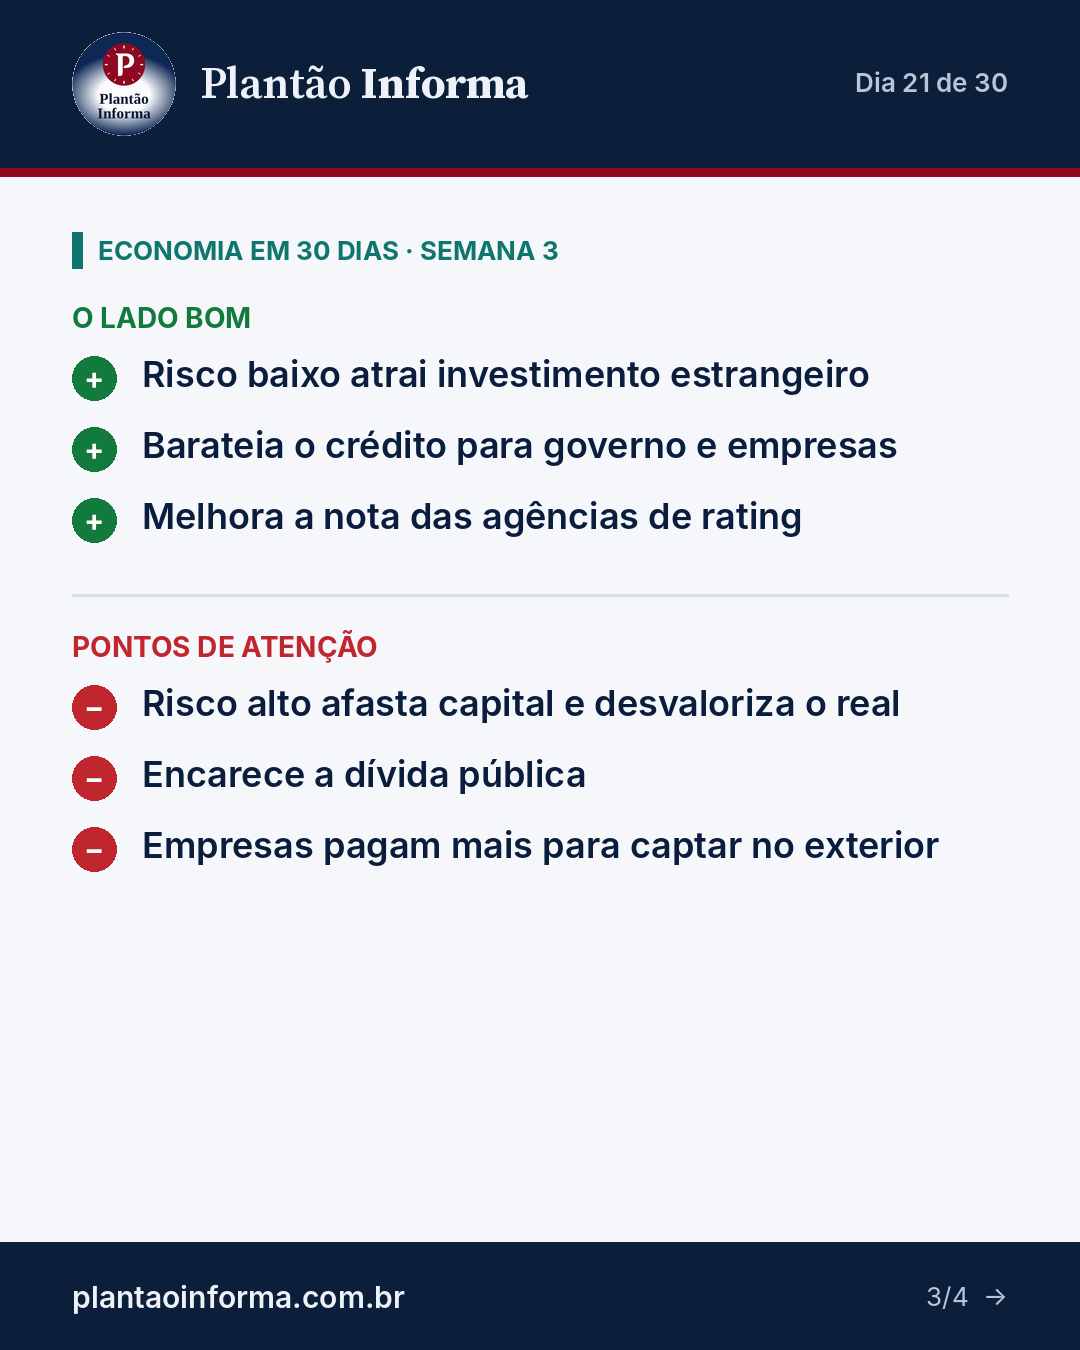 P
Plantão
Informa
Plantão Informa
Dia 21 de 30
ECONOMIA EM 30 DIAS · SEMANA 3
O LADO BOM
+ Risco baixo atrai investimento estrangeiro
+ Barateia o crédito para governo e empresas
+ Melhora a nota das agências de rating
PONTOS DE ATENÇÃO
– Risco alto afasta capital e desvaloriza o real
– Encarece a dívida pública
– Empresas pagam mais para captar no exterior
plantaoinforma.com.br
3/4 →